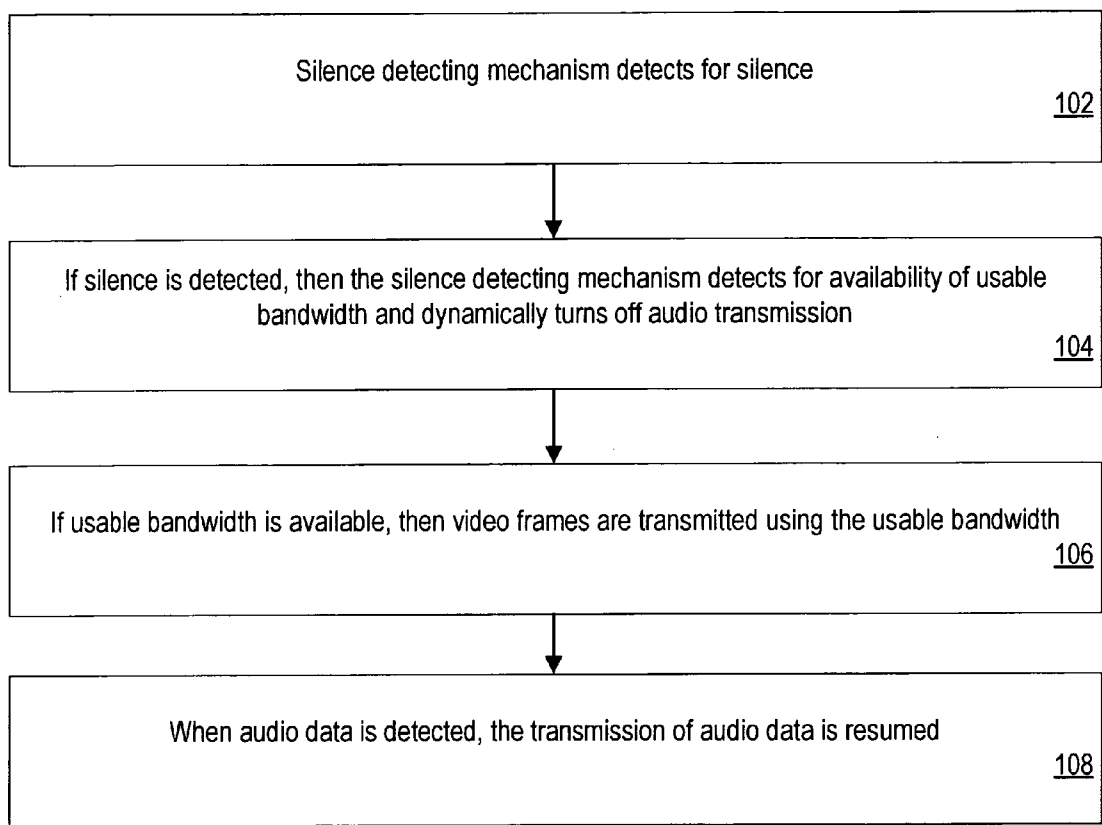 Silence detecting mechanism detects for silence
102
If silence is detected, then the silence detecting mechanism detects for availability of usable
bandwidth and dynamically turns off audio transmission
104
If usable bandwidth is available, then video frames are transmitted using the usable bandwidth
106
When audio data is detected, the transmission of audio data is resumed
108